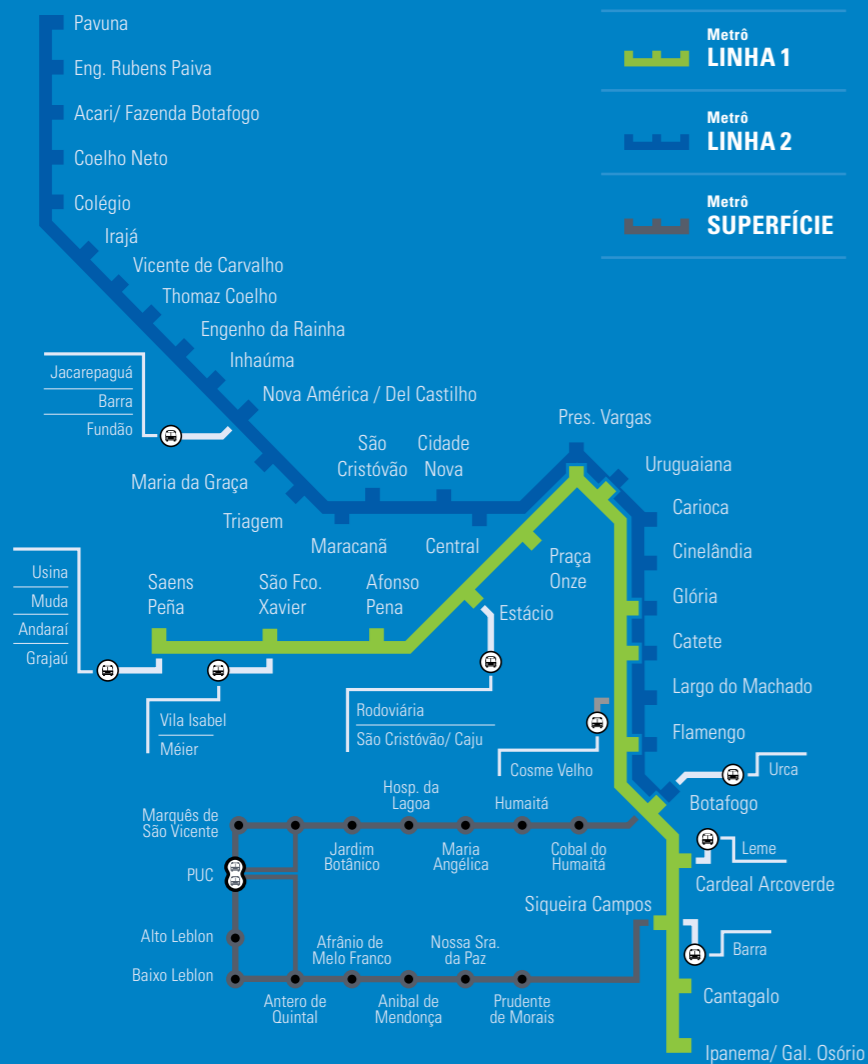 Pavuna
Eng. Rubens Paiva
Acari/ Fazenda Botafogo
Coelho Neto
Colégio
Irajá
Vicente de Carvalho
Thomaz Coelho
Engenho da Rainha
Inhaúma
Nova América / Del Castilho
Metrô
LINHA 1
Metrô
LINHA 2
Metrô
SUPERFÍCIE
Jacarepaguá
Barra
Fundão
Maria da Graça
Triagem
Maracanã
São
Cristóvão
Cidade
Nova
Central
Pres. Vargas
Uruguaiana
Carioca
Cinelândia
Glória
Catete
Largo do Machado
Flamengo
Botafogo
Urca
Usina
Muda
Andaraí
Grajaú
Saens
Peña
São Fco.
Xavier
Afonso
Pena
Estácio
Praça
Onze
Vila Isabel
Méier
Rodoviária
São Cristóvão/ Caju
Cosme Velho
Leme
Cardeal Arcoverde
Siqueira Campos
Barra
Cantagalo
Ipanema/ Gal. Osório
Marquês de
São Vicente
Jardim
Botânico
Hosp. da
Lagoa
Maria
Angélica
Humaitá
Cobal do
Humaitá
PUC
Alto Leblon
Baixo Leblon
Antero de
Quintal
Afrânio de
Melo Franco
Anibal de
Mendonça
Nossa Sra.
da Paz
Prudente
de Morais